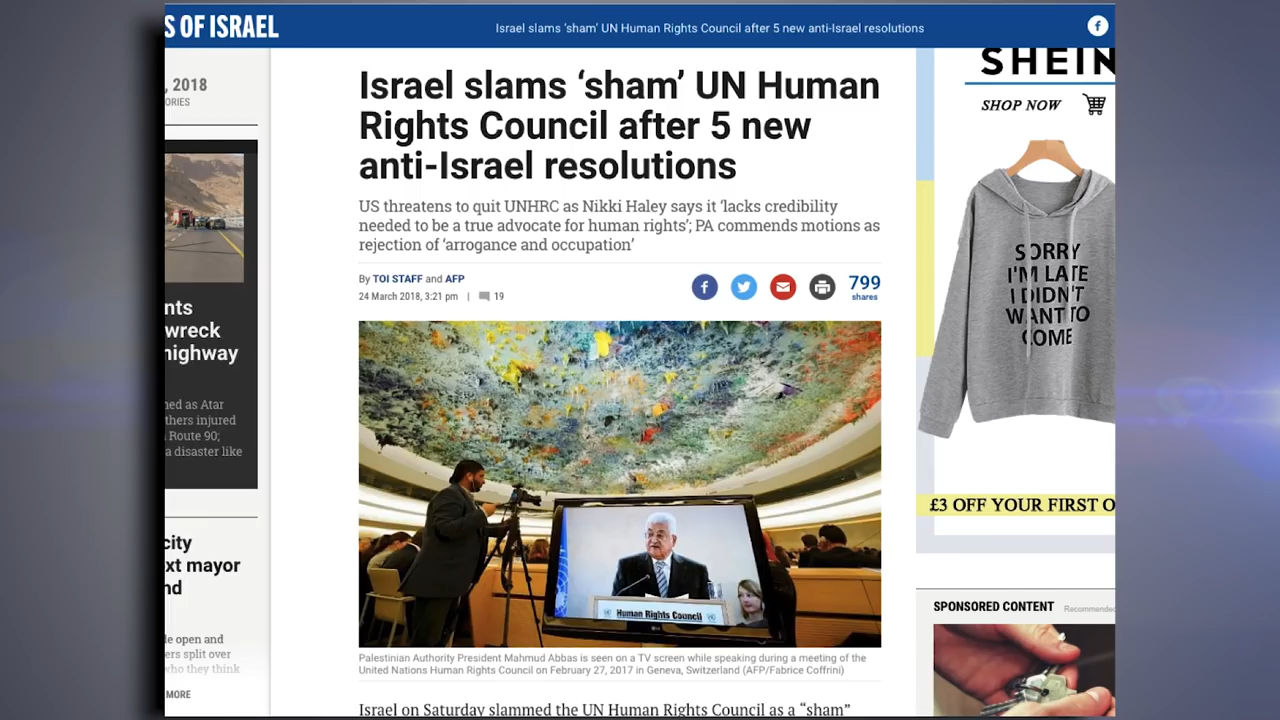 S OF ISRAEL
Israel slams ‘sham’ UN Human Rights Council after 5 new anti-Israel resolutions
, 2018
ORIES
nts
wreck
highway
ned as Atar
thers injured
Route 90;
a disaster like
city
xt mayor
nd
le open and
ers split over
who they think
MORE
Israel slams ‘sham’ UN Human
Rights Council after 5 new
anti-Israel resolutions
US threatens to quit UNHRC as Nikki Haley says it ‘lacks credibility
needed to be a true advocate for human rights’; PA commends motions as
rejection of ‘arrogance and occupation’
By TOI STAFF and AFP
24 March 2018, 3:21 pm | 19
799
shares
Human Rights Council
Palestinian Authority President Mahmud Abbas is seen on a TV screen while speaking during a meeting of the
United Nations Human Rights Council on February 27, 2017 in Geneva, Switzerland (AFP/Fabrice Coffrini)
Israel on Saturday slammed the UN Human Rights Council as a “sham”
SHEIN
SHOP NOW
SORRY
I'M LATE
I DIDN'T
WANT TO
COME
£3 OFF YOUR FIRST O
SPONSORED CONTENT
Recommended